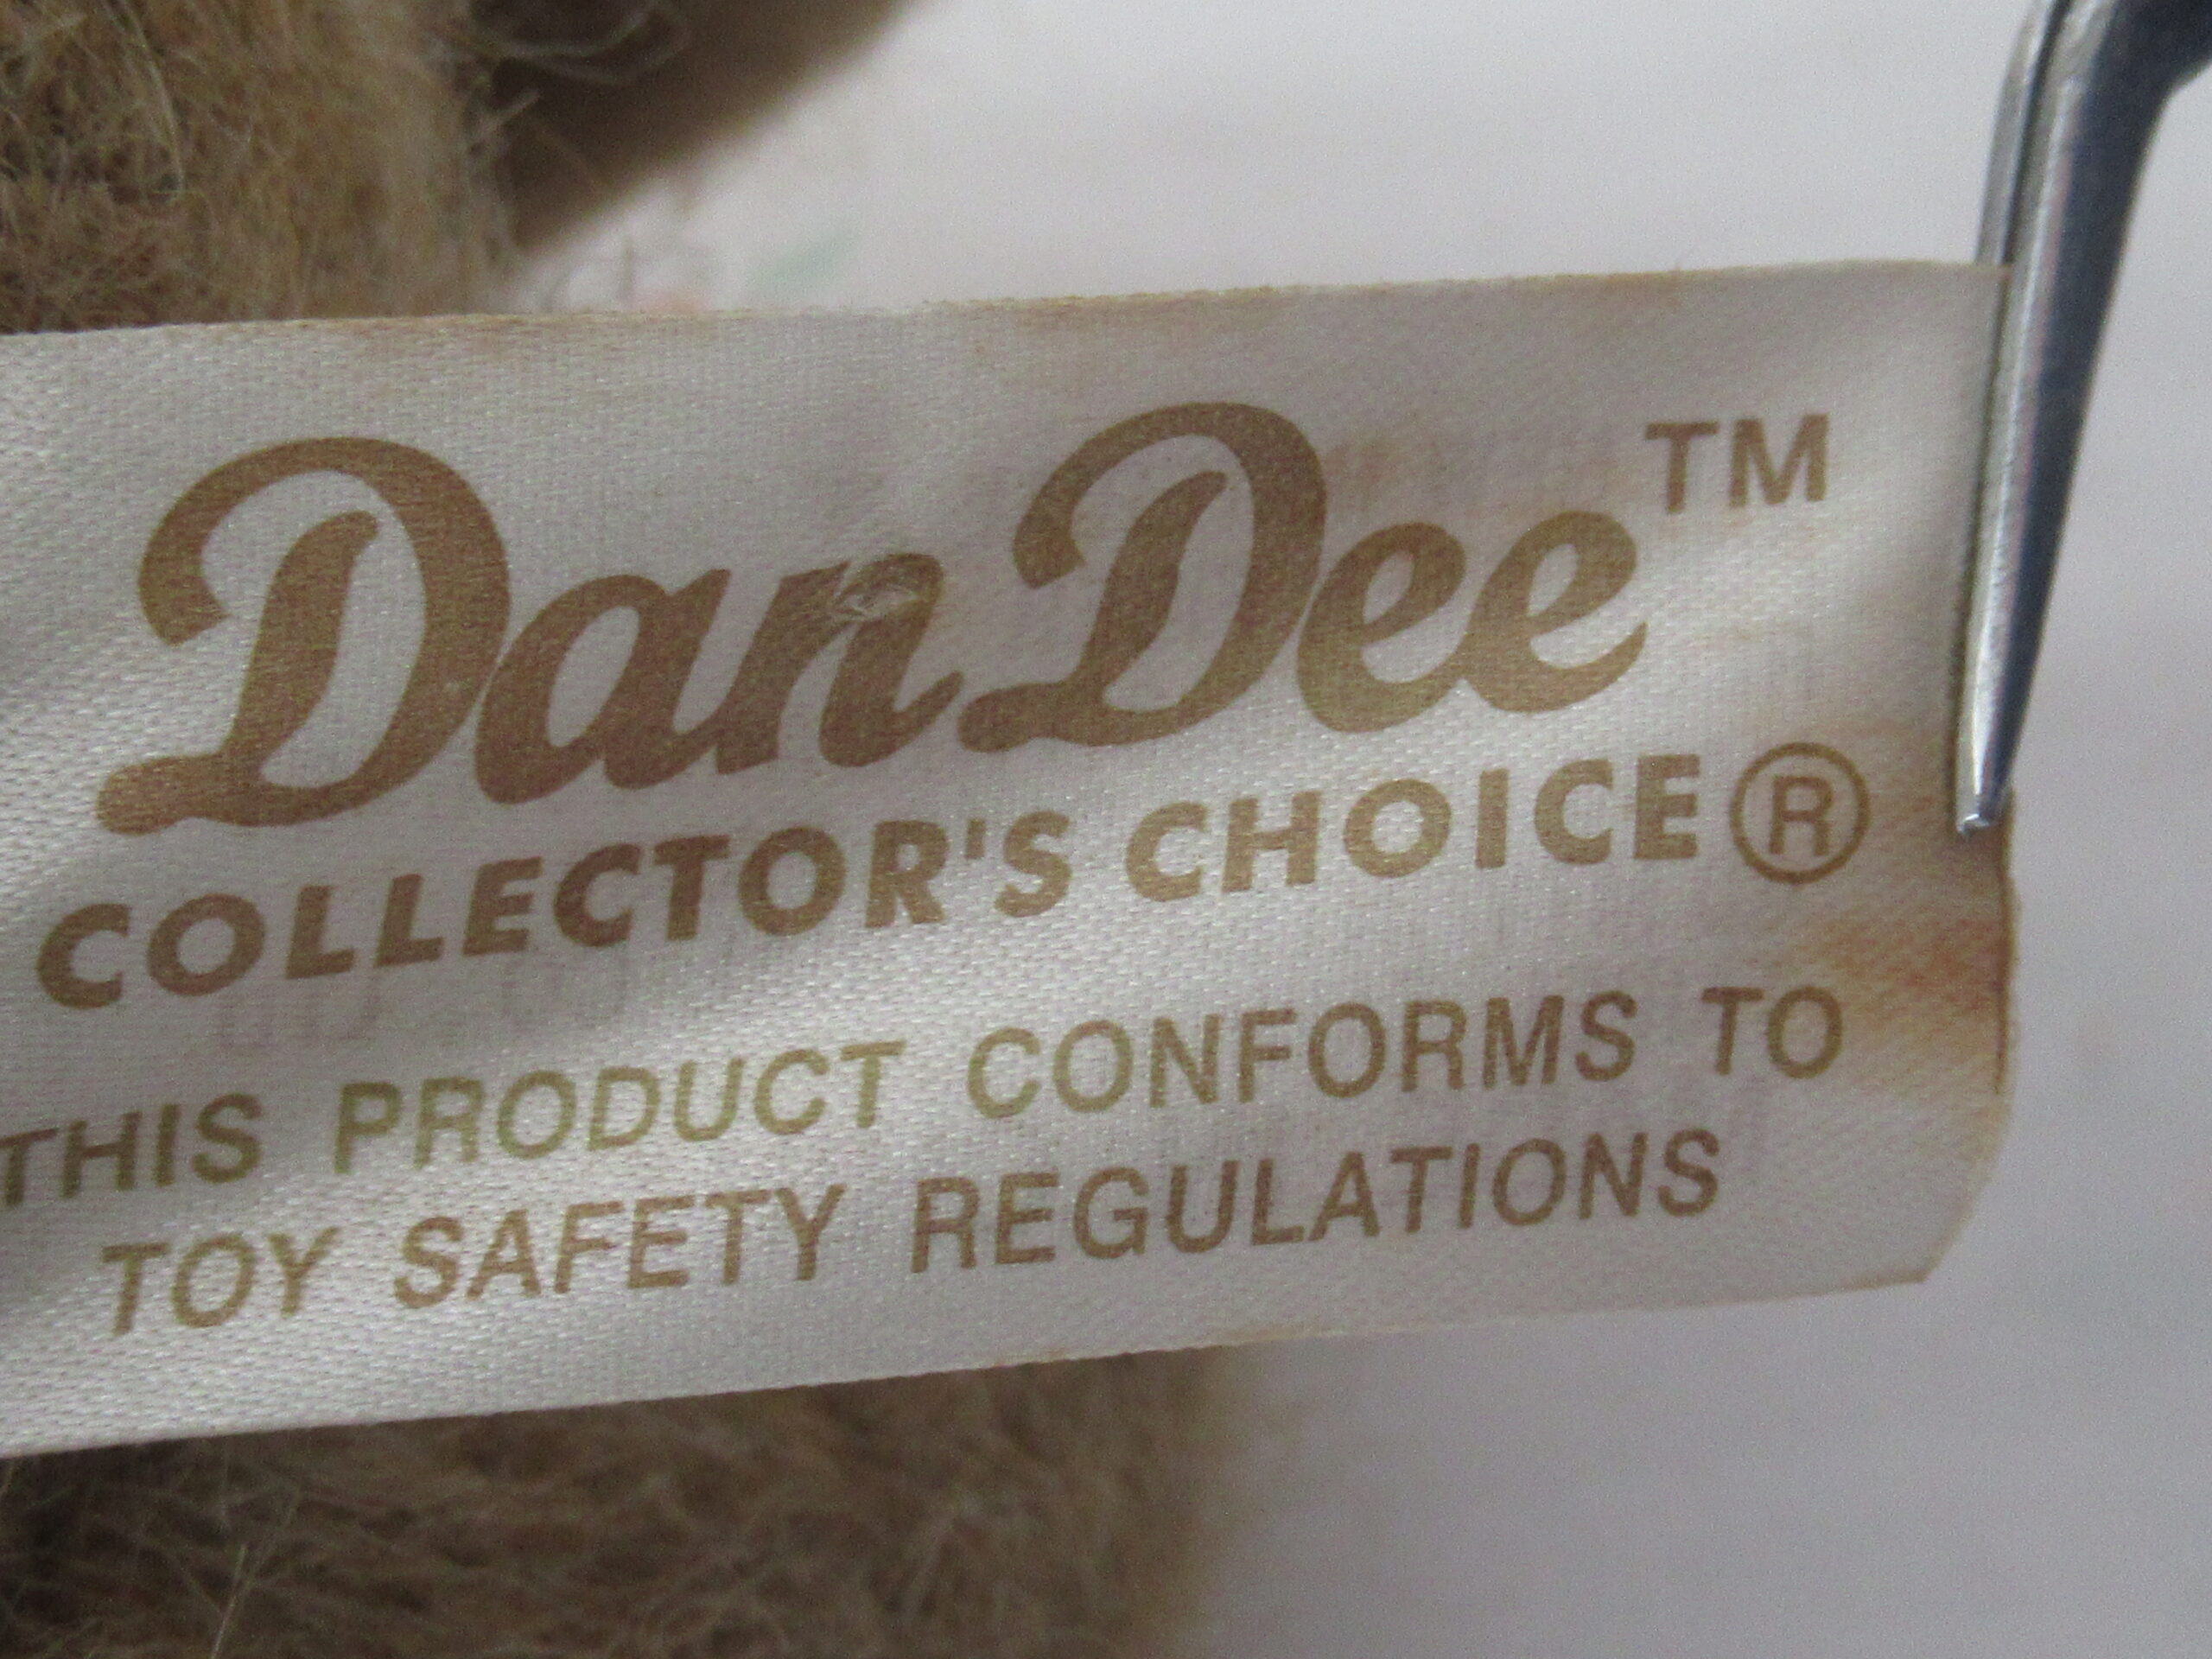 Dan Dee™
COLLECTOR'S CHOICE®
THIS PRODUCT CONFORMS TO
TOY SAFETY REGULATIONS